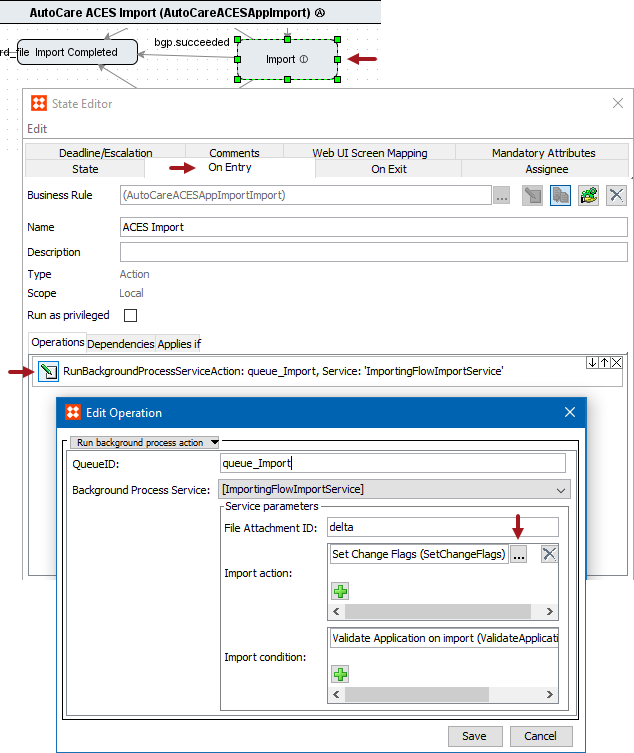 AutoCare ACES Import (AutoCareACESAppImport)
bgp.succeeded
rd_file Import Completed
Import
State Editor
Edit
Deadline/Escalation Comments Web UI Screen Mapping Mandatory Attributes
State On Entry On Exit Assignee
Business Rule (AutoCareACESAppImportImport) ...
Name ACES Import
Description
Type Action
Scope Local
Run as privileged
Operations Dependencies Applies if
RunBackgroundProcessServiceAction: queue_Import, Service: 'ImportingFlowImportService'
Edit Operation
Run background process action
QueueID: queue_Import
Background Process Service: [ImportingFlowImportService]
Service parameters
File Attachment ID: delta
Set Change Flags (SetChangeFlags) ...
Import action:
Validate Application on import (ValidateApplicati
Import condition:
Save Cancel